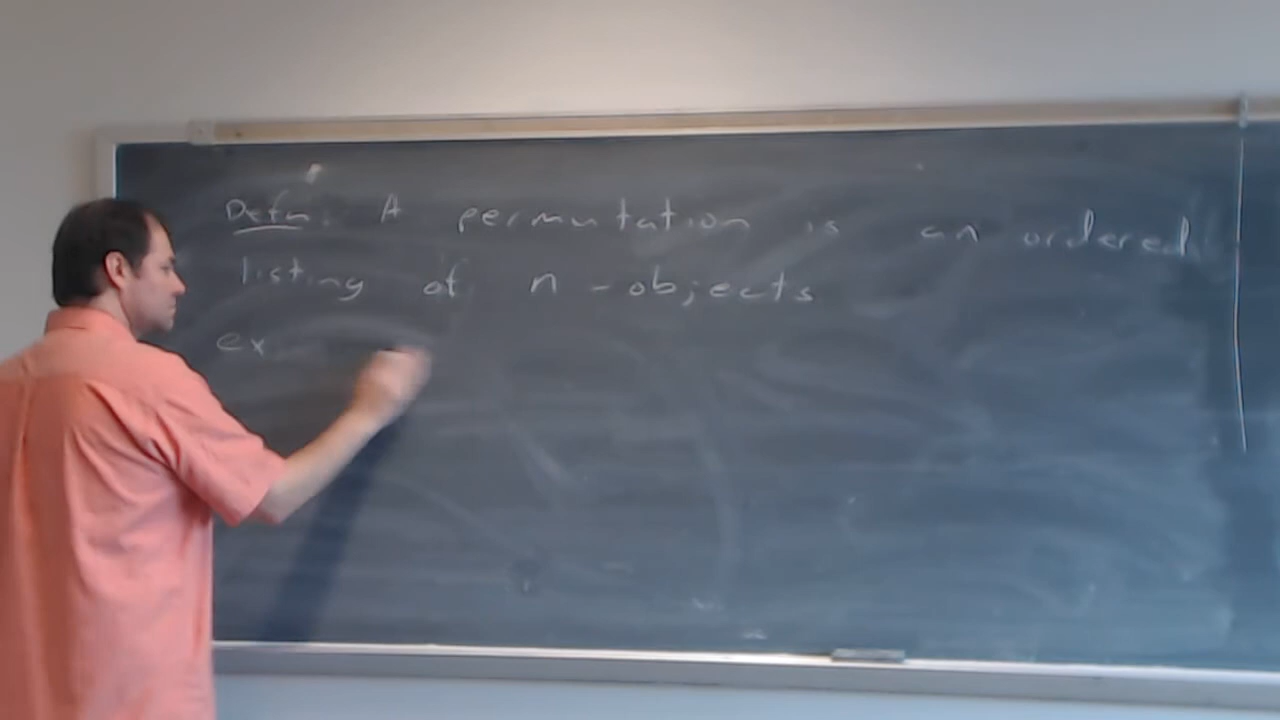 Defn: A permutation is an ordered
listing of n-objects
ex